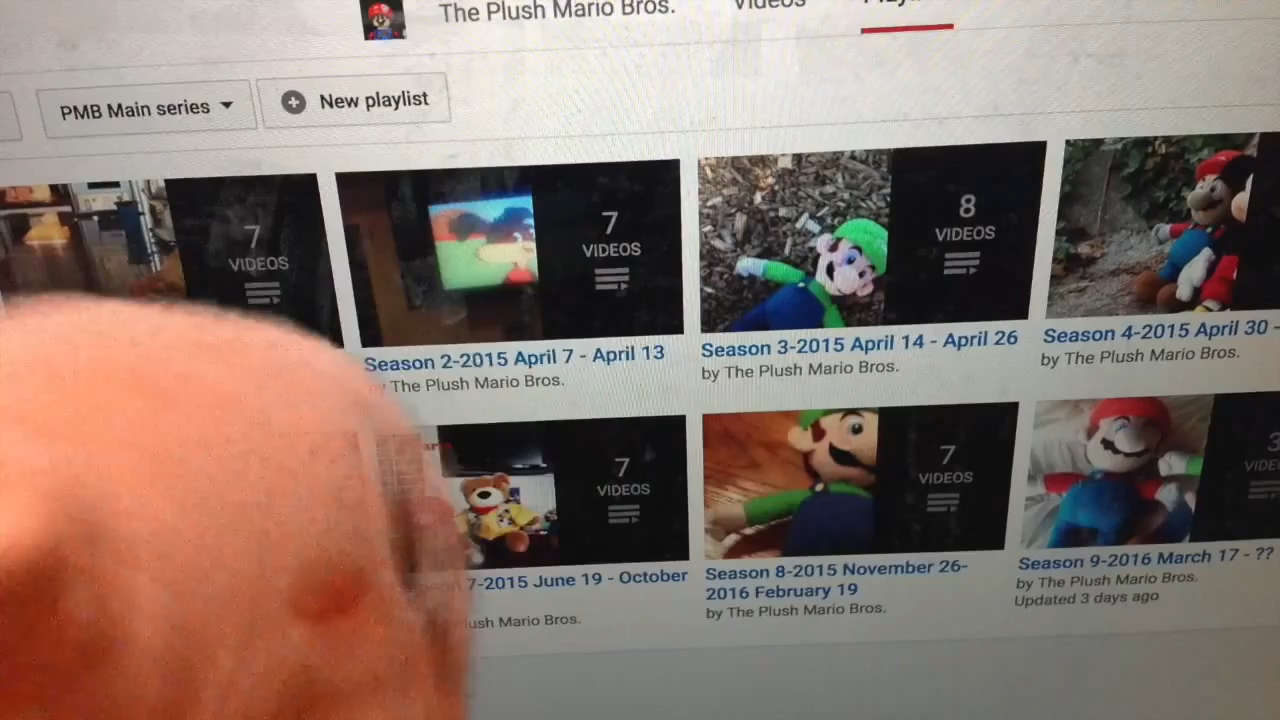 The Plush Mario Bros.
Videos
PMB Main series
New playlist
7
VIDEOS
7
VIDEOS
8
VIDEOS
Season 2-2015 April 7 - April 13
by The Plush Mario Bros.
Season 3-2015 April 14 - April 26
by The Plush Mario Bros.
Season 4-2015 April 30 -
by The Plush Mario Bros.
7
VIDEOS
7
VIDEOS
3
7-2015 June 19 - October
Plush Mario Bros.
Season 8-2015 November 26-
2016 February 19
by The Plush Mario Bros.
Season 9-2016 March 17 - ??
by The Plush Mario Bros.
Updated 3 days ago